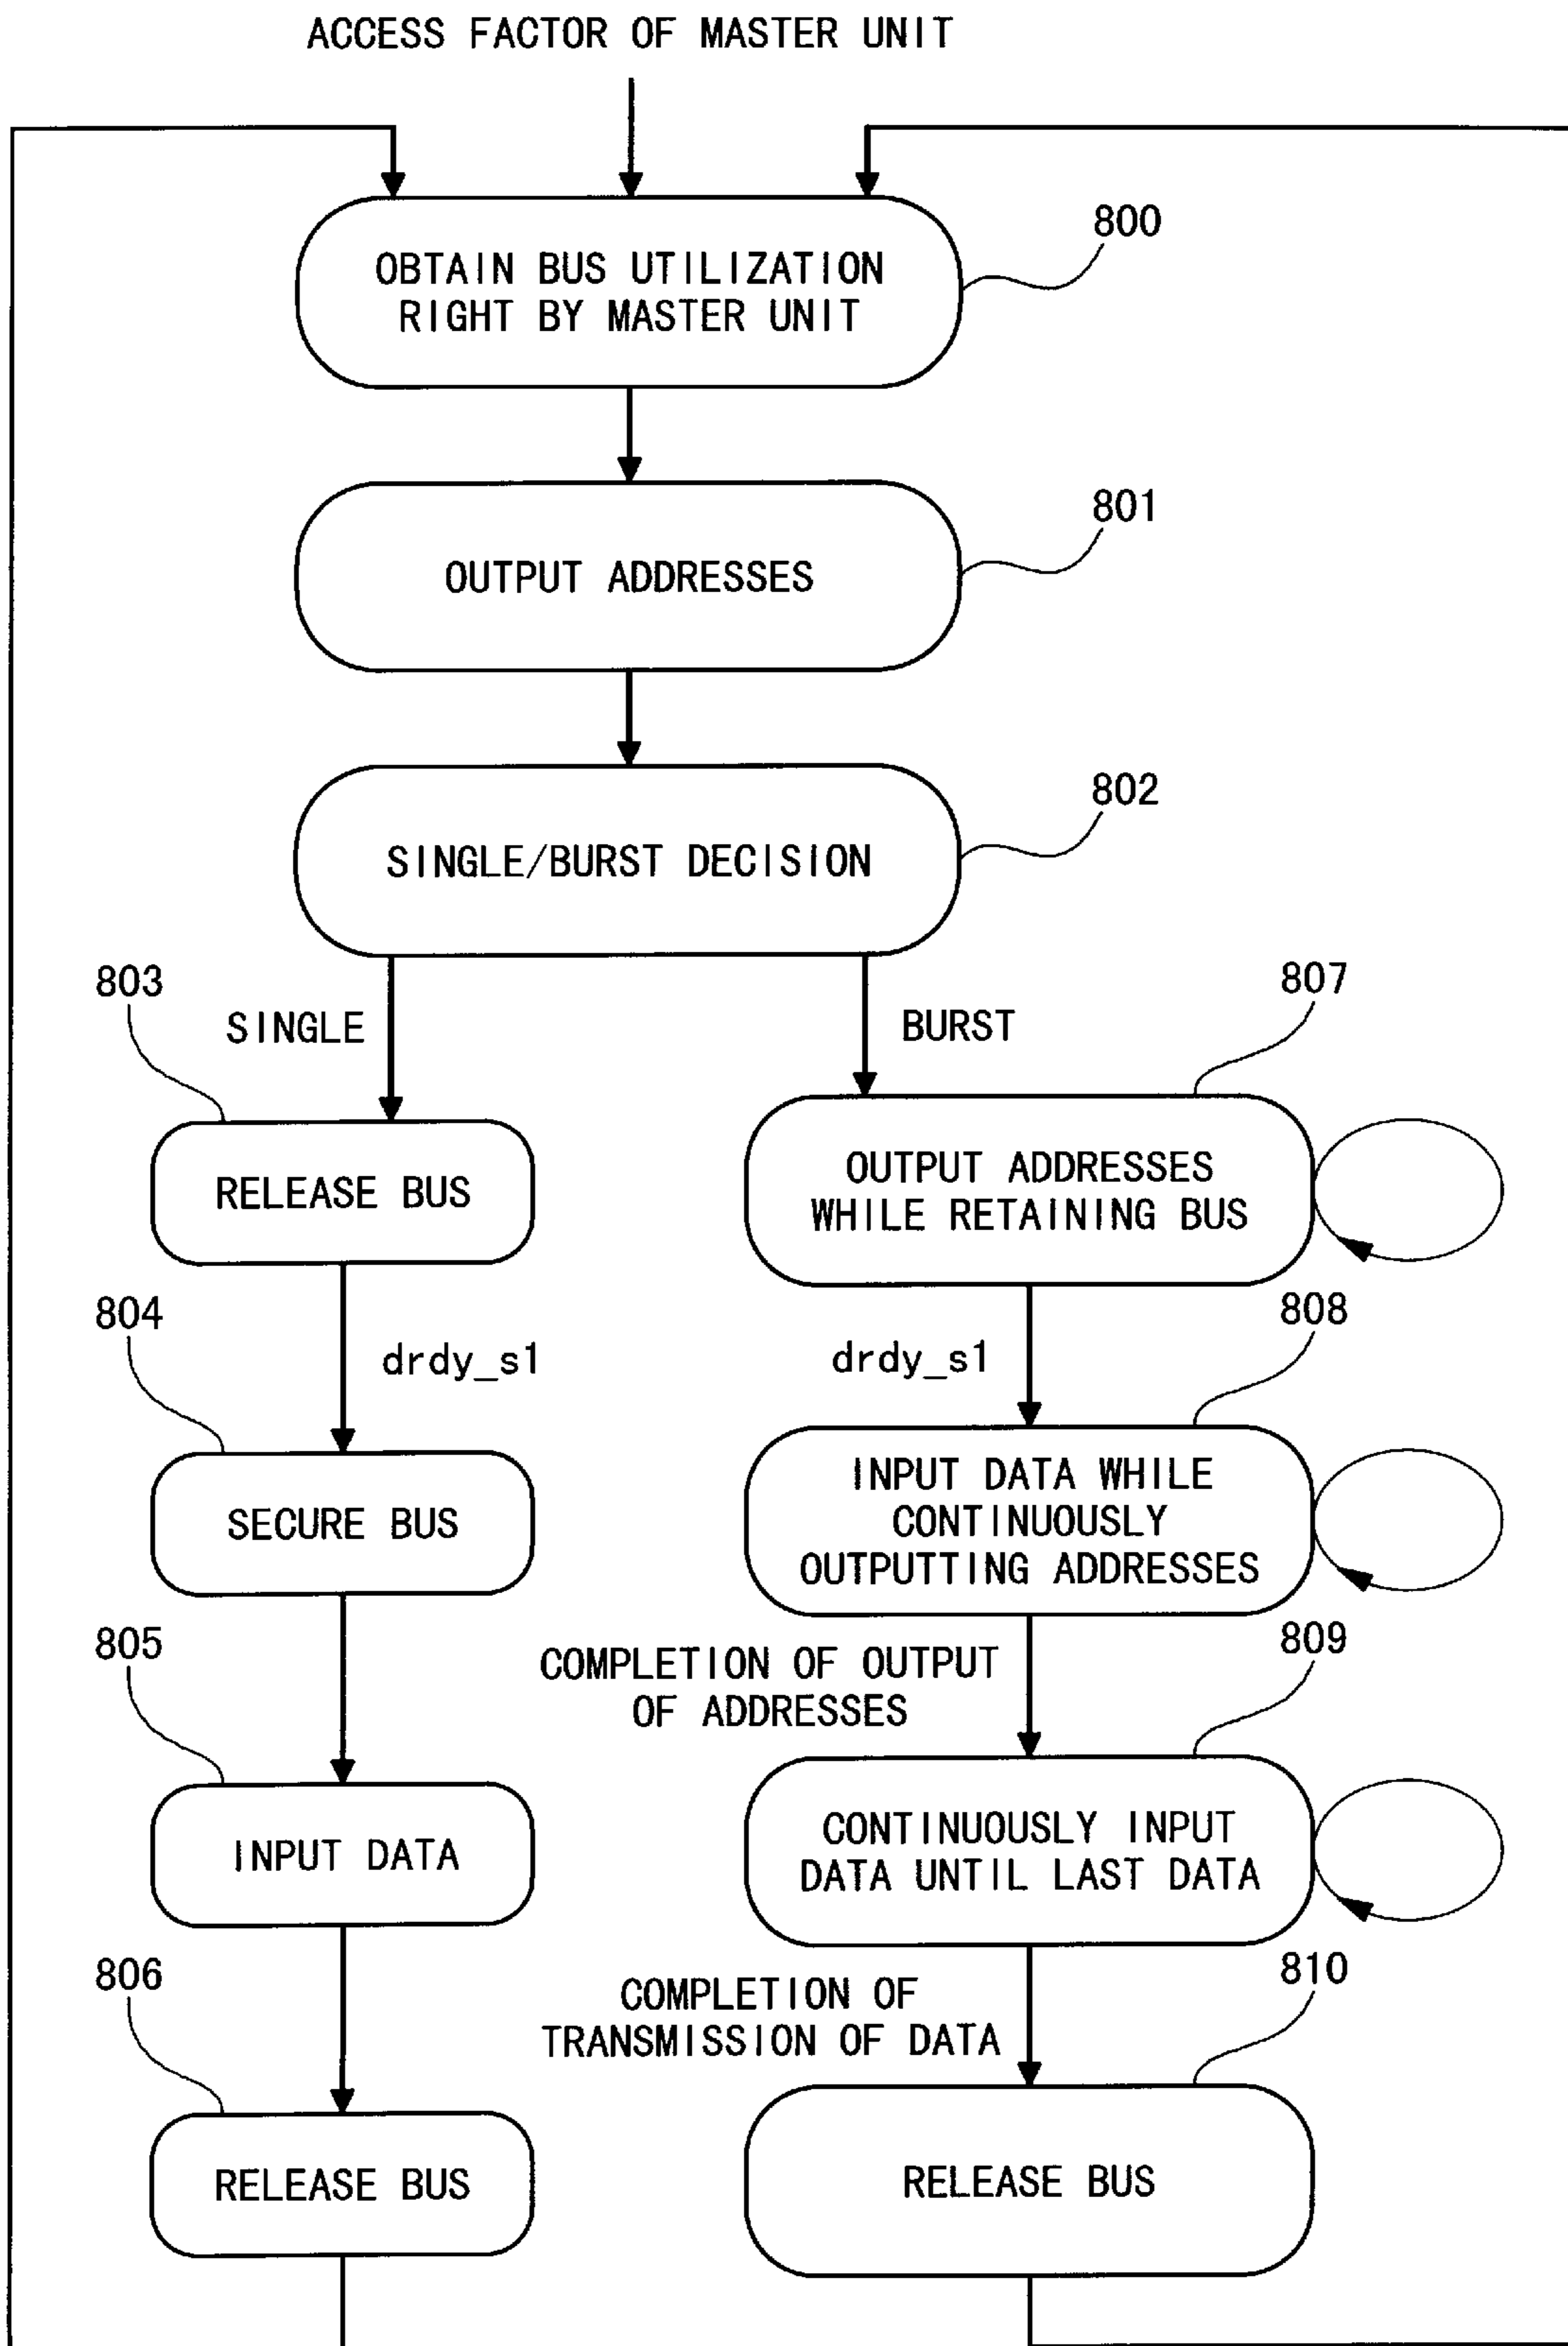 ACCESS FACTOR OF MASTER UNIT
800
OBTAIN BUS UTILIZATION
RIGHT BY MASTER UNIT
801
OUTPUT ADDRESSES
802
SINGLE/BURST DECISION
803
SINGLE
RELEASE BUS
804
drdy_s1
SECURE BUS
805
INPUT DATA
806
RELEASE BUS
807
BURST
OUTPUT ADDRESSES
WHILE RETAINING BUS
808
drdy_s1
INPUT DATA WHILE
CONTINUOUSLY
OUTPUTTING ADDRESSES
809
COMPLETION OF OUTPUT
OF ADDRESSES
CONTINUOUSLY INPUT
DATA UNTIL LAST DATA
810
COMPLETION OF
TRANSMISSION OF DATA
RELEASE BUS